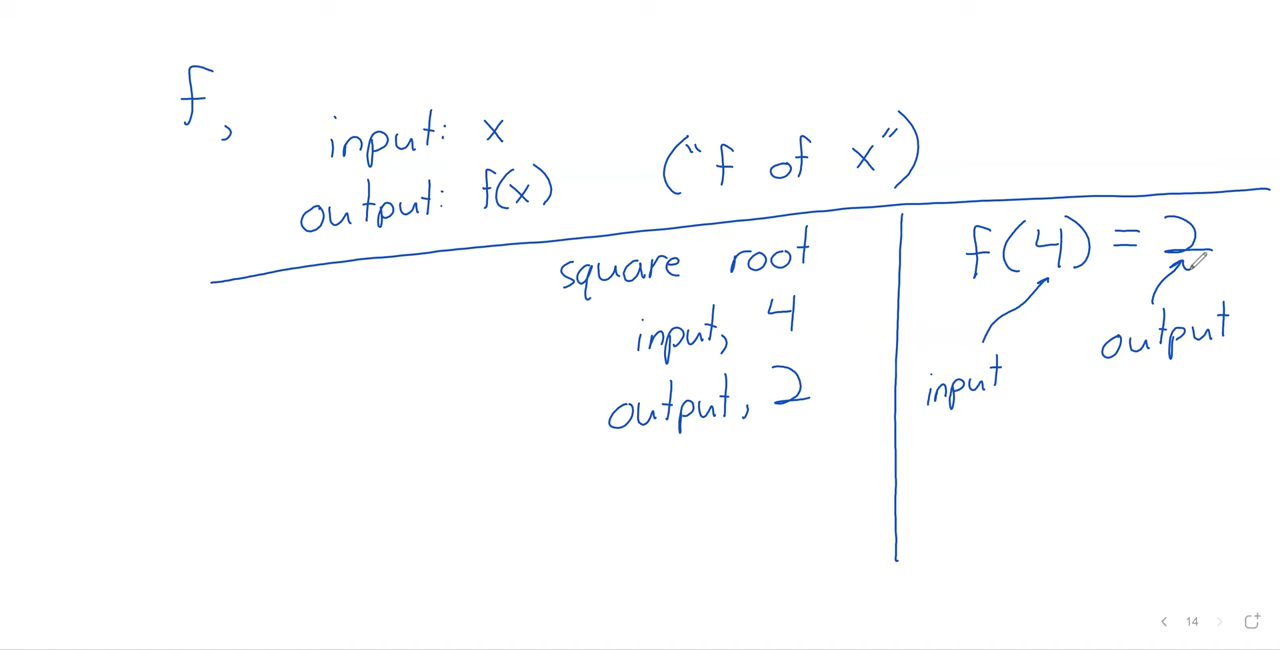 f,
input: x
output: f(x) ("f of x")
square root
input, 4
output, 2
f(4) = 2
input
output
14